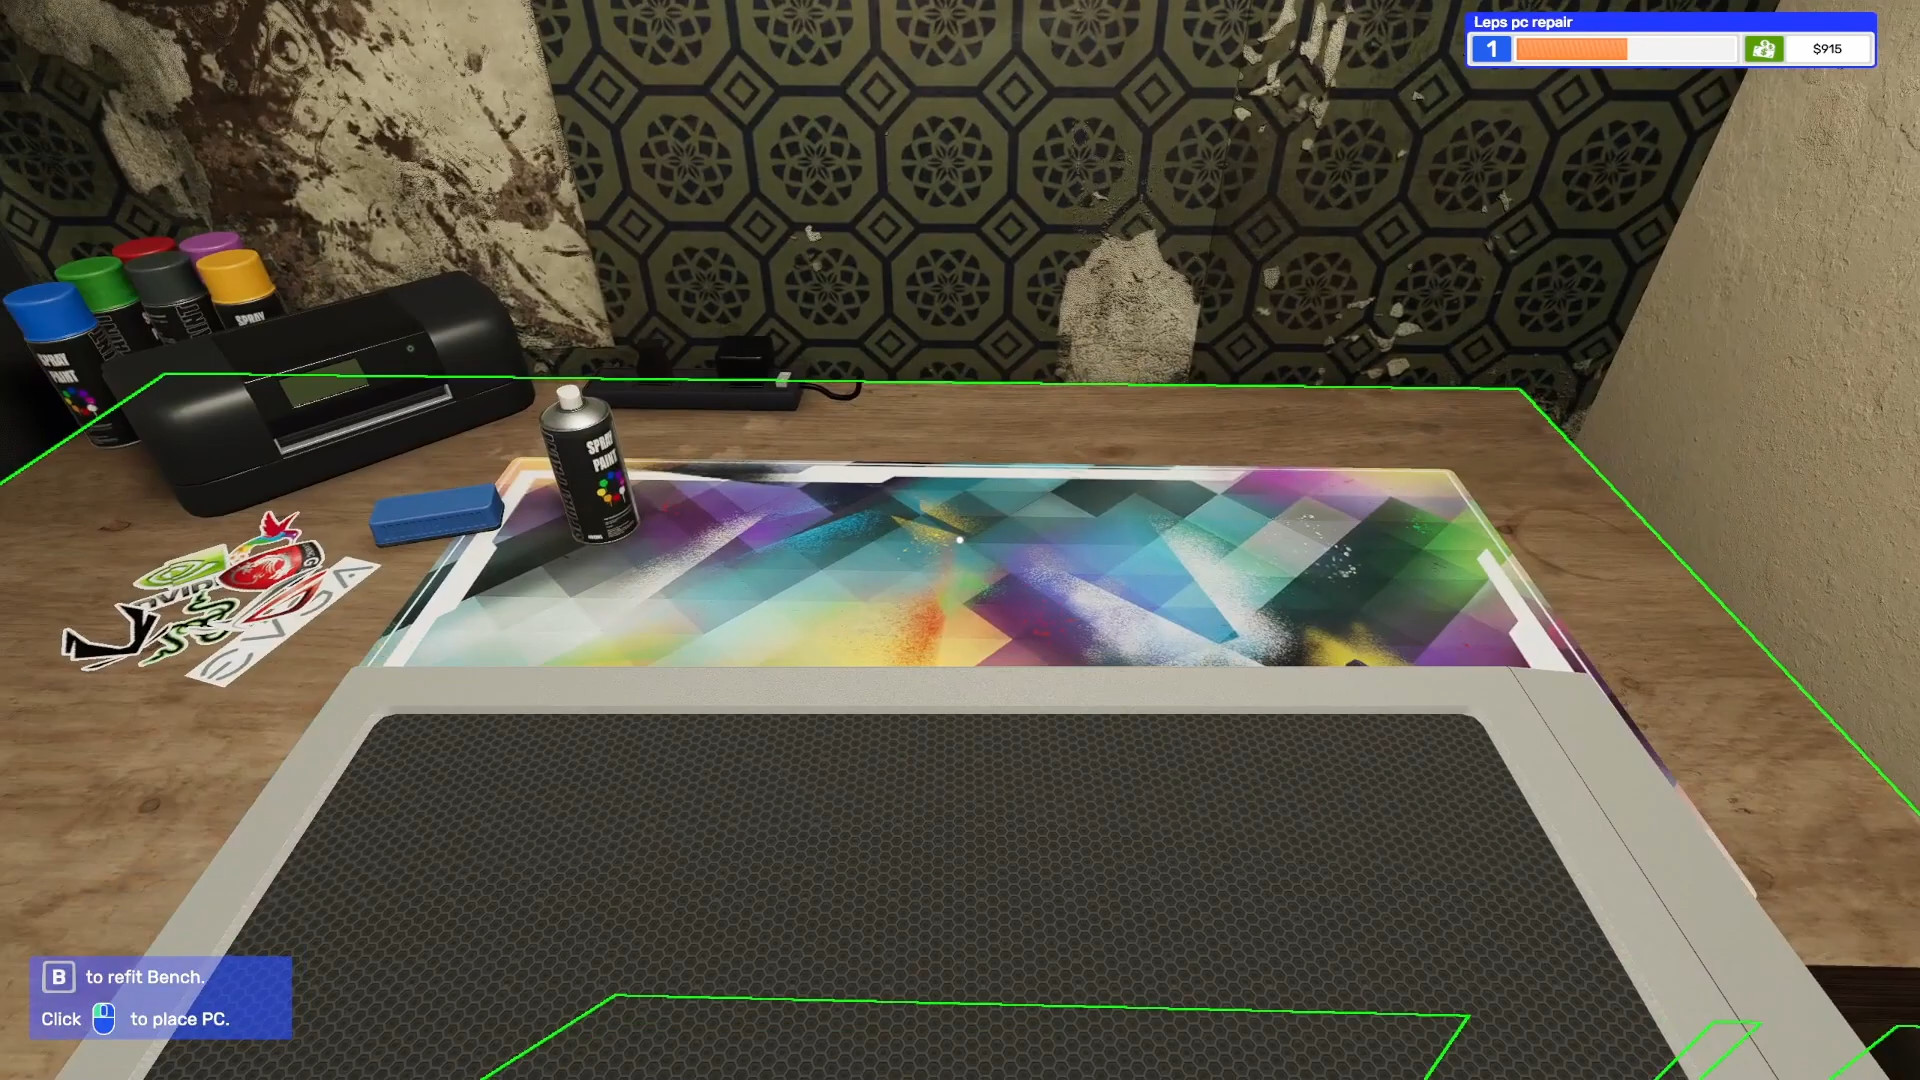 Leps pc repair
1
$915
SPRAY
SPRAY
PAINT
SPRAY
PAINT
B to refit Bench.
Click to place PC.